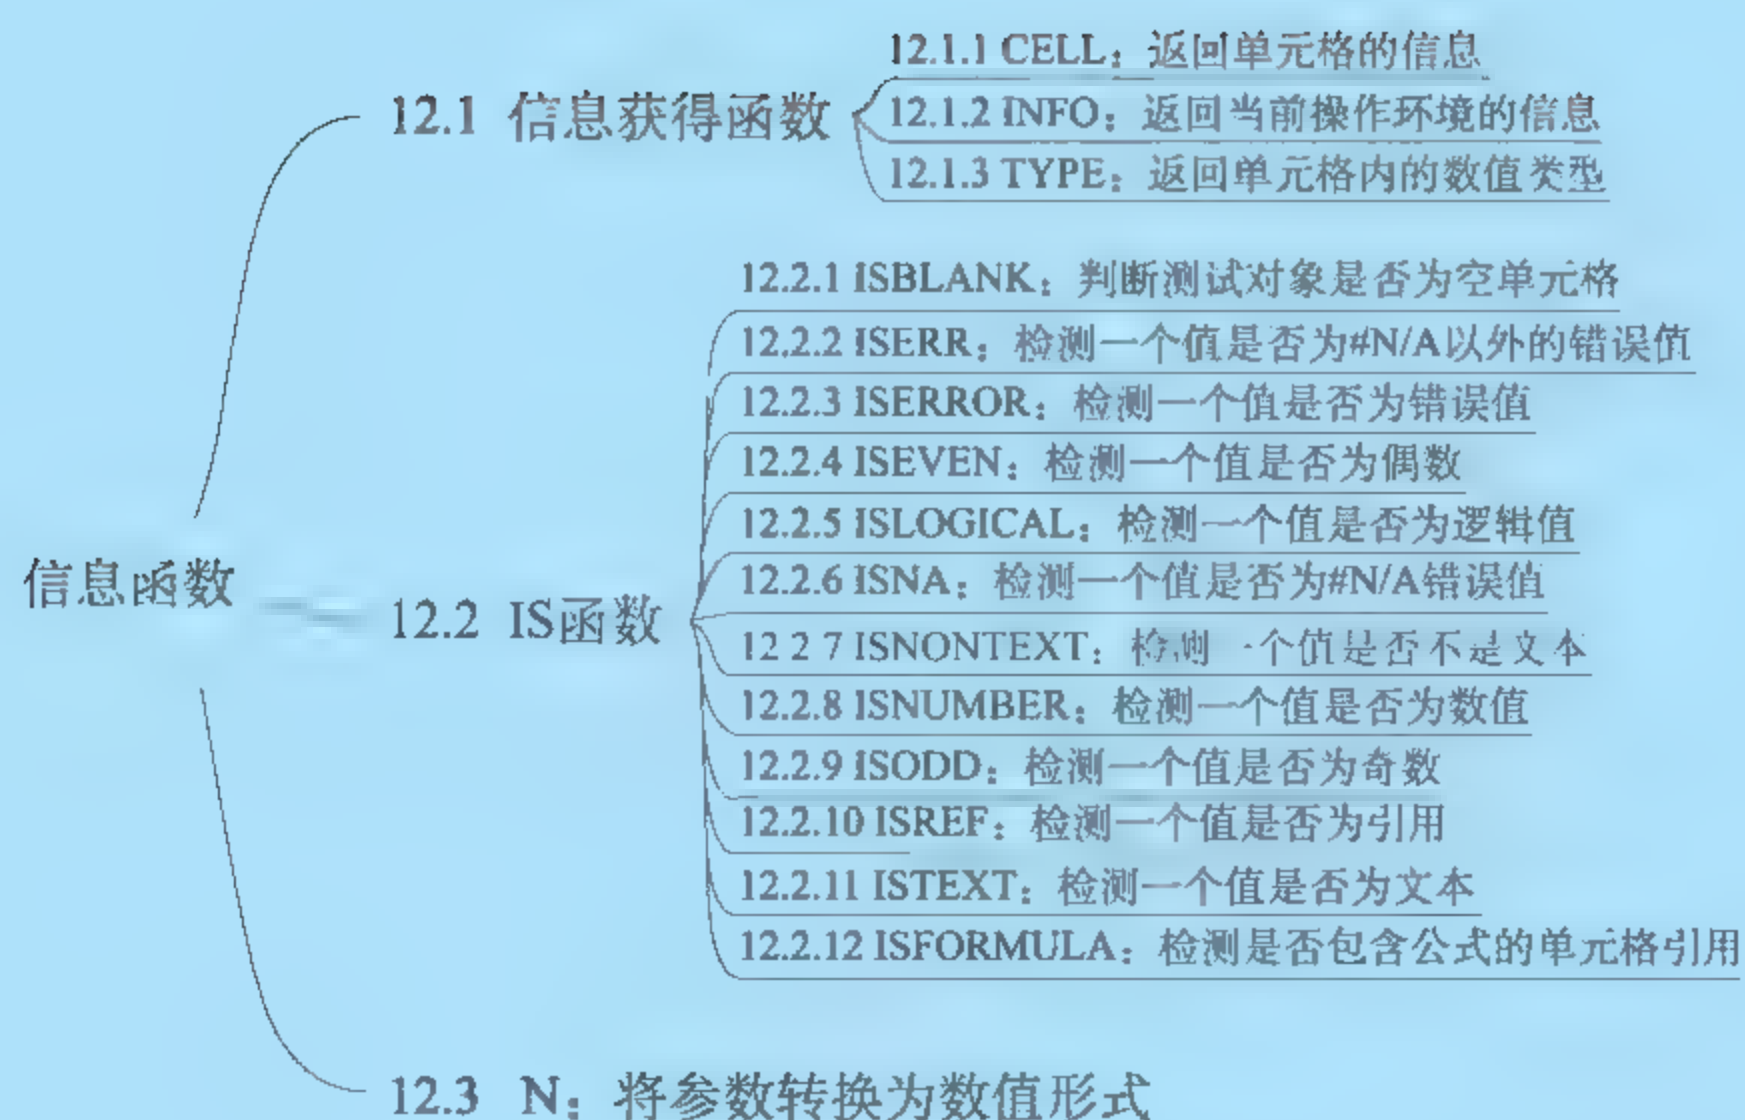 信息函数
12.1 信息获得函数
12.1.1 CELL：返回单元格的信息
12.1.2 INFO：返回当前操作环境的信息
12.1.3 TYPE：返回单元格内的数值类型
12.2 IS函数
12.2.1 ISBLANK：判断测试对象是否为空单元格
12.2.2 ISERR：检测一个值是否为#N/A以外的错误值
12.2.3 ISERROR：检测一个值是否为错误值
12.2.4 ISEVEN：检测一个值是否为偶数
12.2.5 ISLOGICAL：检测一个值是否为逻辑值
12.2.6 ISNA：检测一个值是否为#N/A错误值
12 2 7 ISNONTEXT：检测一个值是否不是文本
12.2.8 ISNUMBER：检测一个值是否为数值
12.2.9 ISODD：检测一个值是否为奇数
12.2.10 ISREF：检测一个值是否为引用
12.2.11 ISTEXT：检测一个值是否为文本
12.2.12 ISFORMULA：检测是否包含公式的单元格引用
12.3 N：将参数转换为数值形式